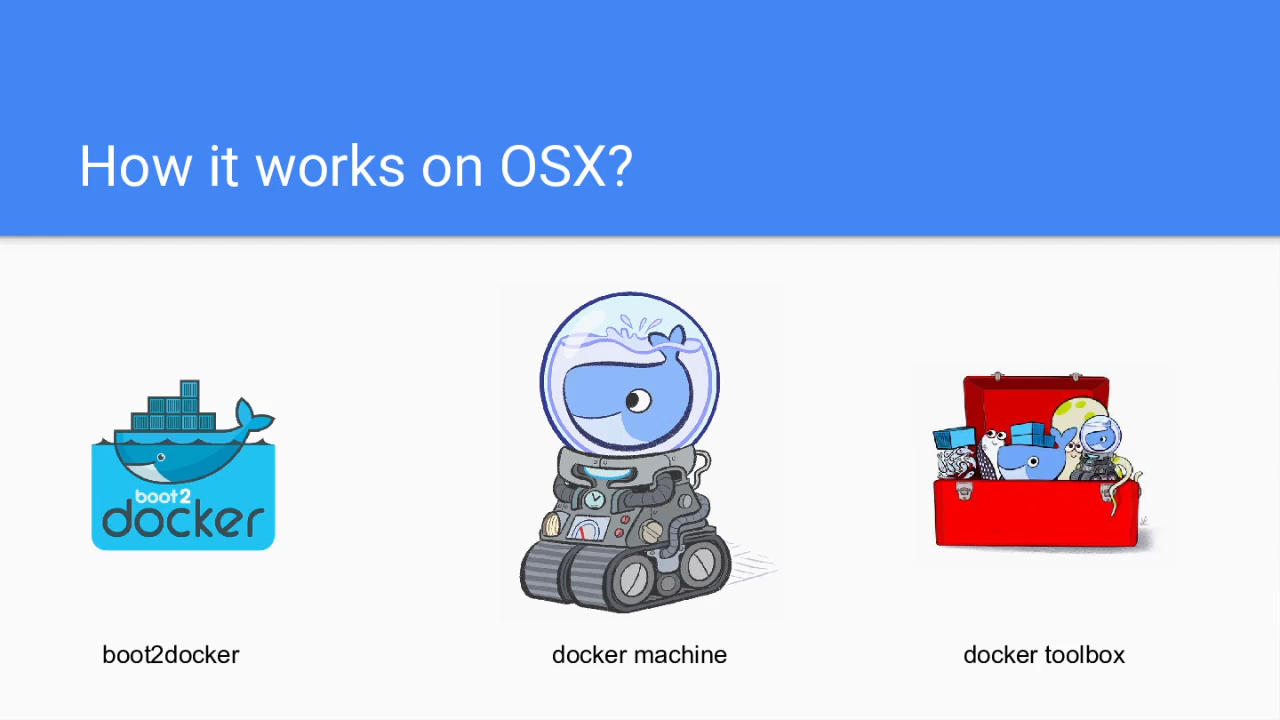 How it works on OSX?
boot2
docker
boot2docker
docker machine
docker toolbox